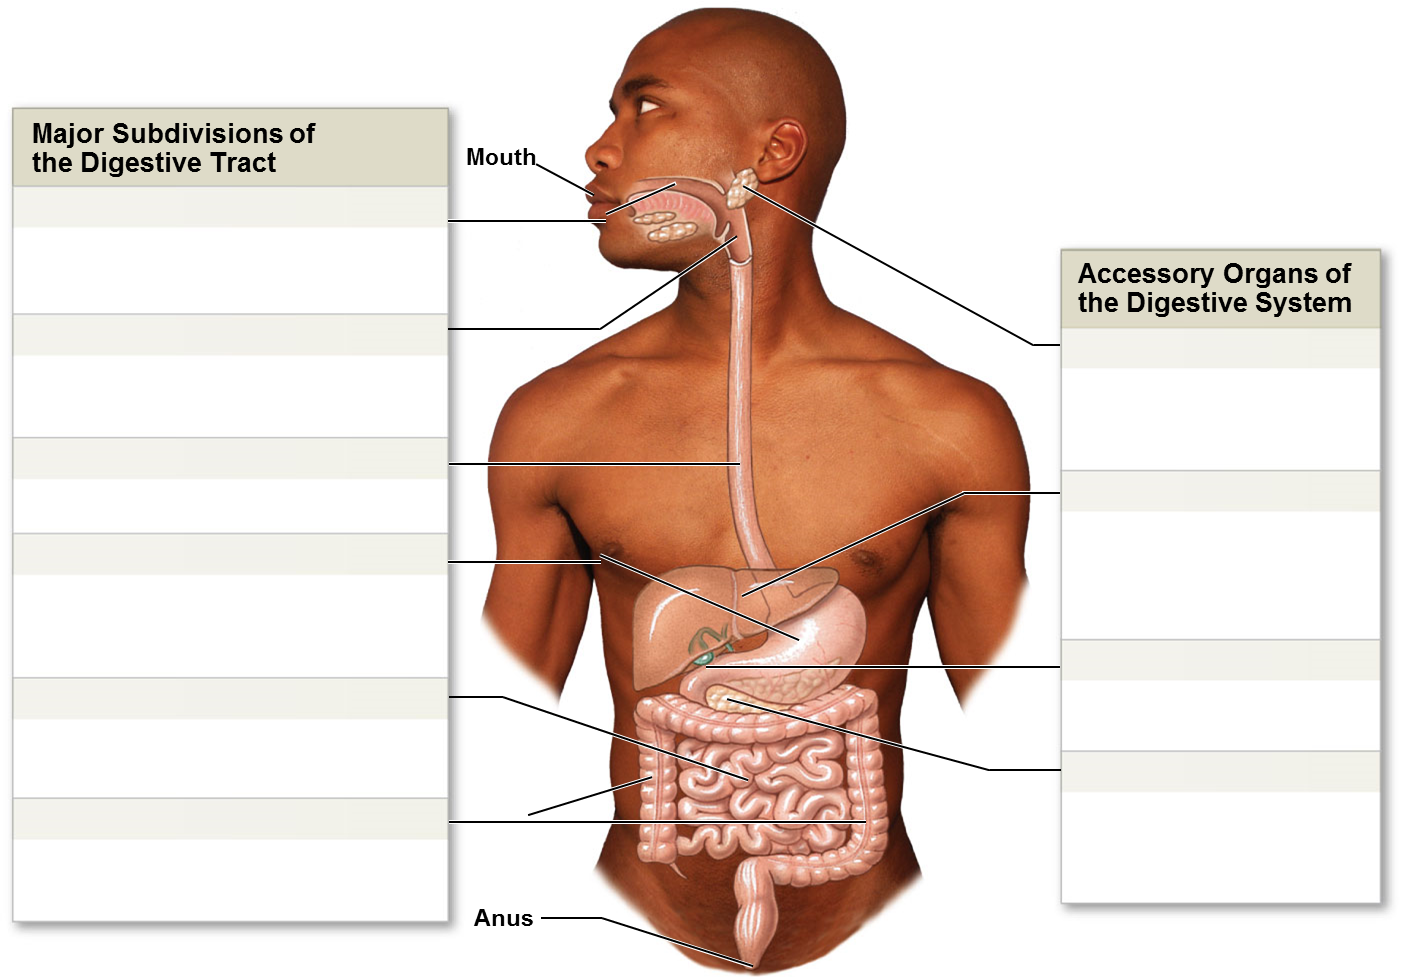 Major Subdivisions of
the Digestive Tract
Mouth
Accessory Organs of
the Digestive System
Anus